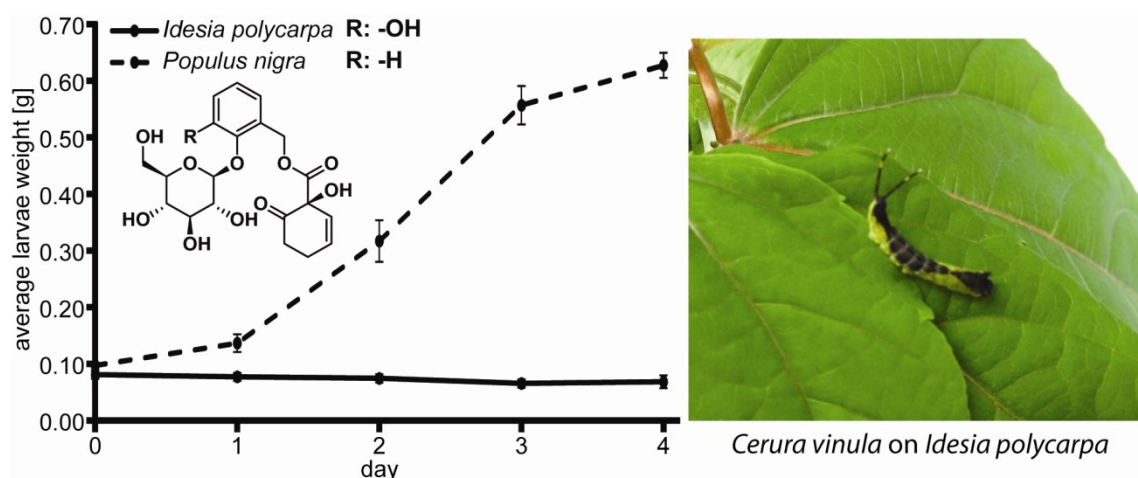 0.70
0.60
0.50
0.40
0.30
0.20
0.10
0.00
average larvae weight [g]
Idesia polycarpa R: -OH
Populus nigra R: -H
R
OH
O
O
O
O
OH
O
HO
OH
OH
0
1
2
3
4
day
Cerura vinula on Idesia polycarpa